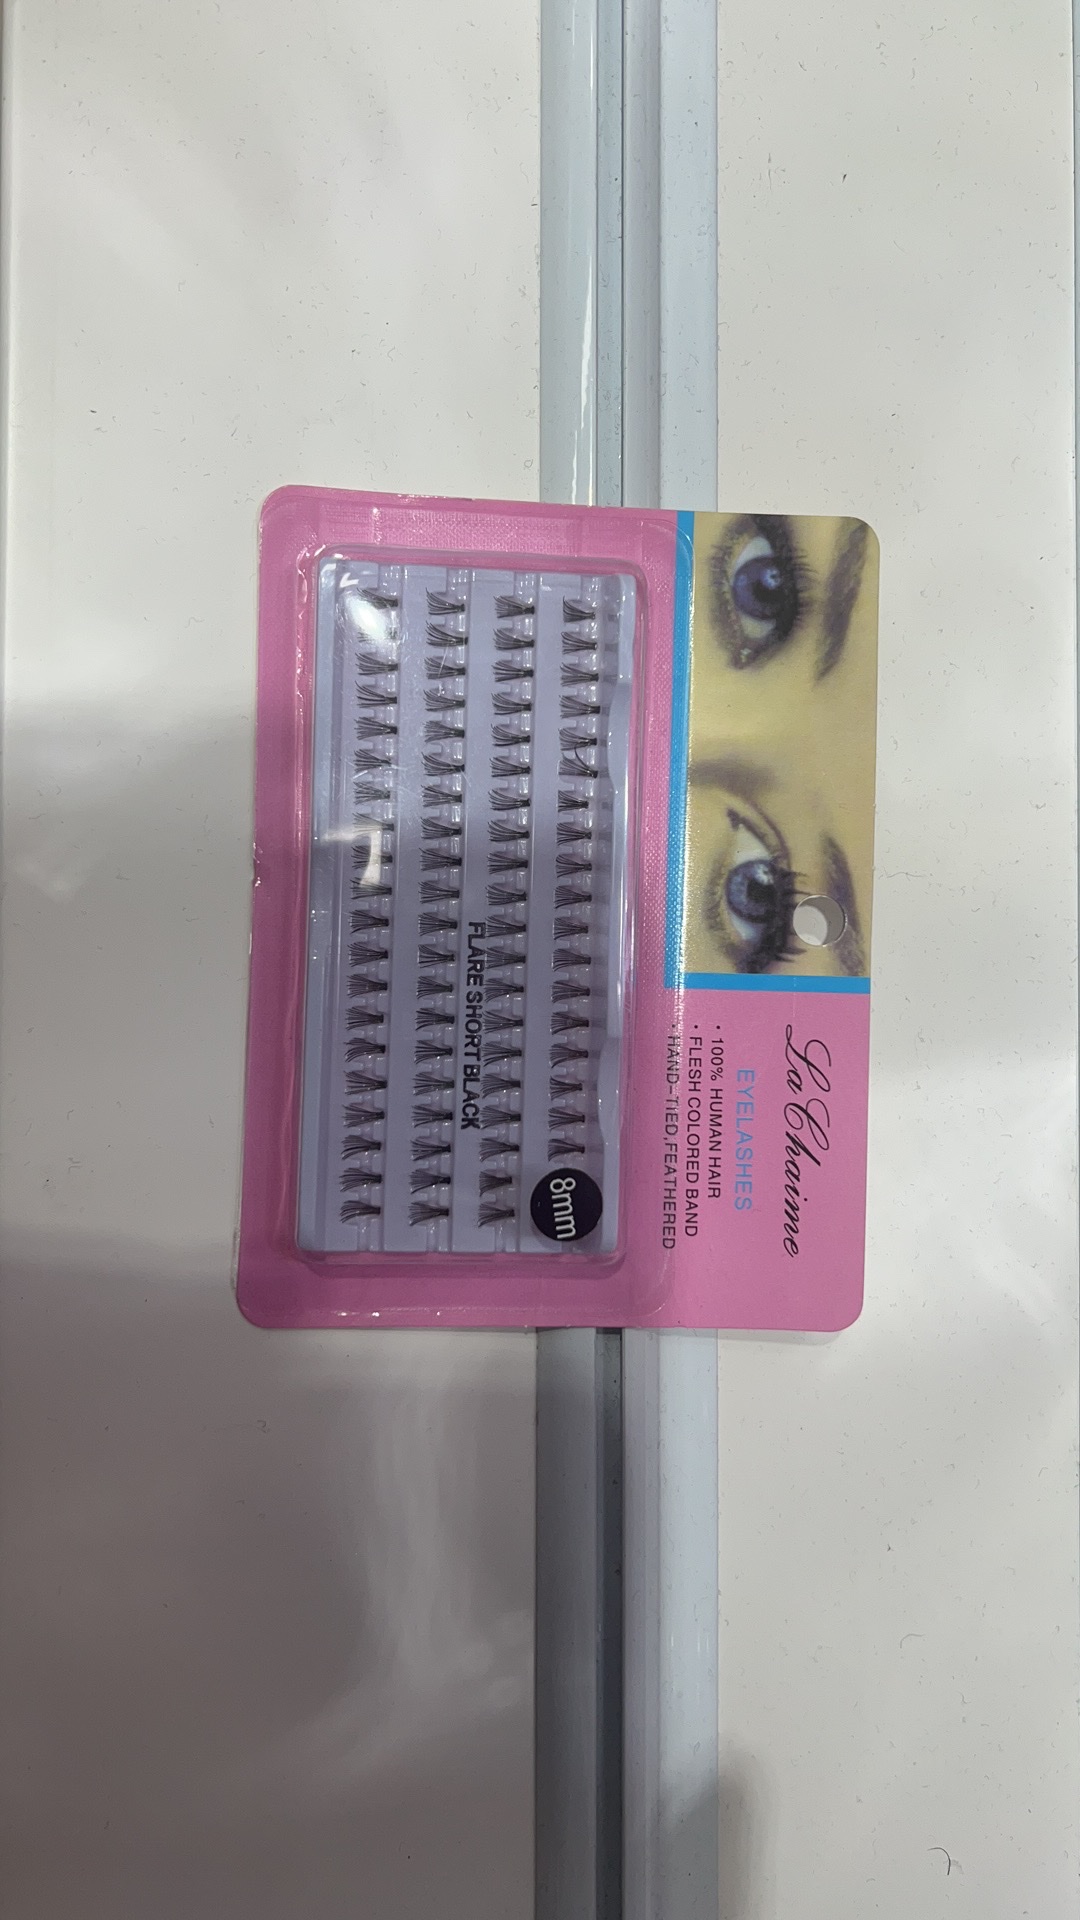 La Chaime
EYELASHES
· 100% HUMAN HAIR
· FLESH COLORED BAND
· HAND-TIED,FEATHERED
8mm
FLARE SHORT BLACK